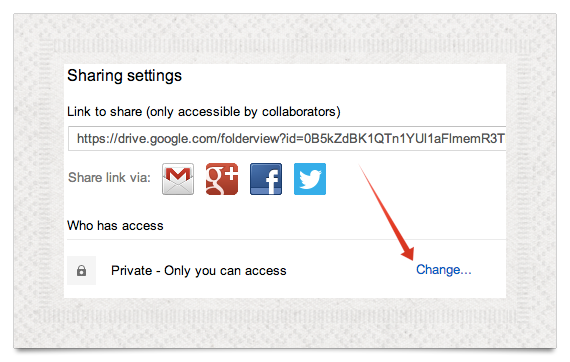 Sharing settings
Link to share (only accessible by collaborators)
https://drive.google.com/folderview?id=0B5kZdBK1QTn1YUl1aFlmemR3T
Share link via:
Who has access
Private - Only you can access
Change...